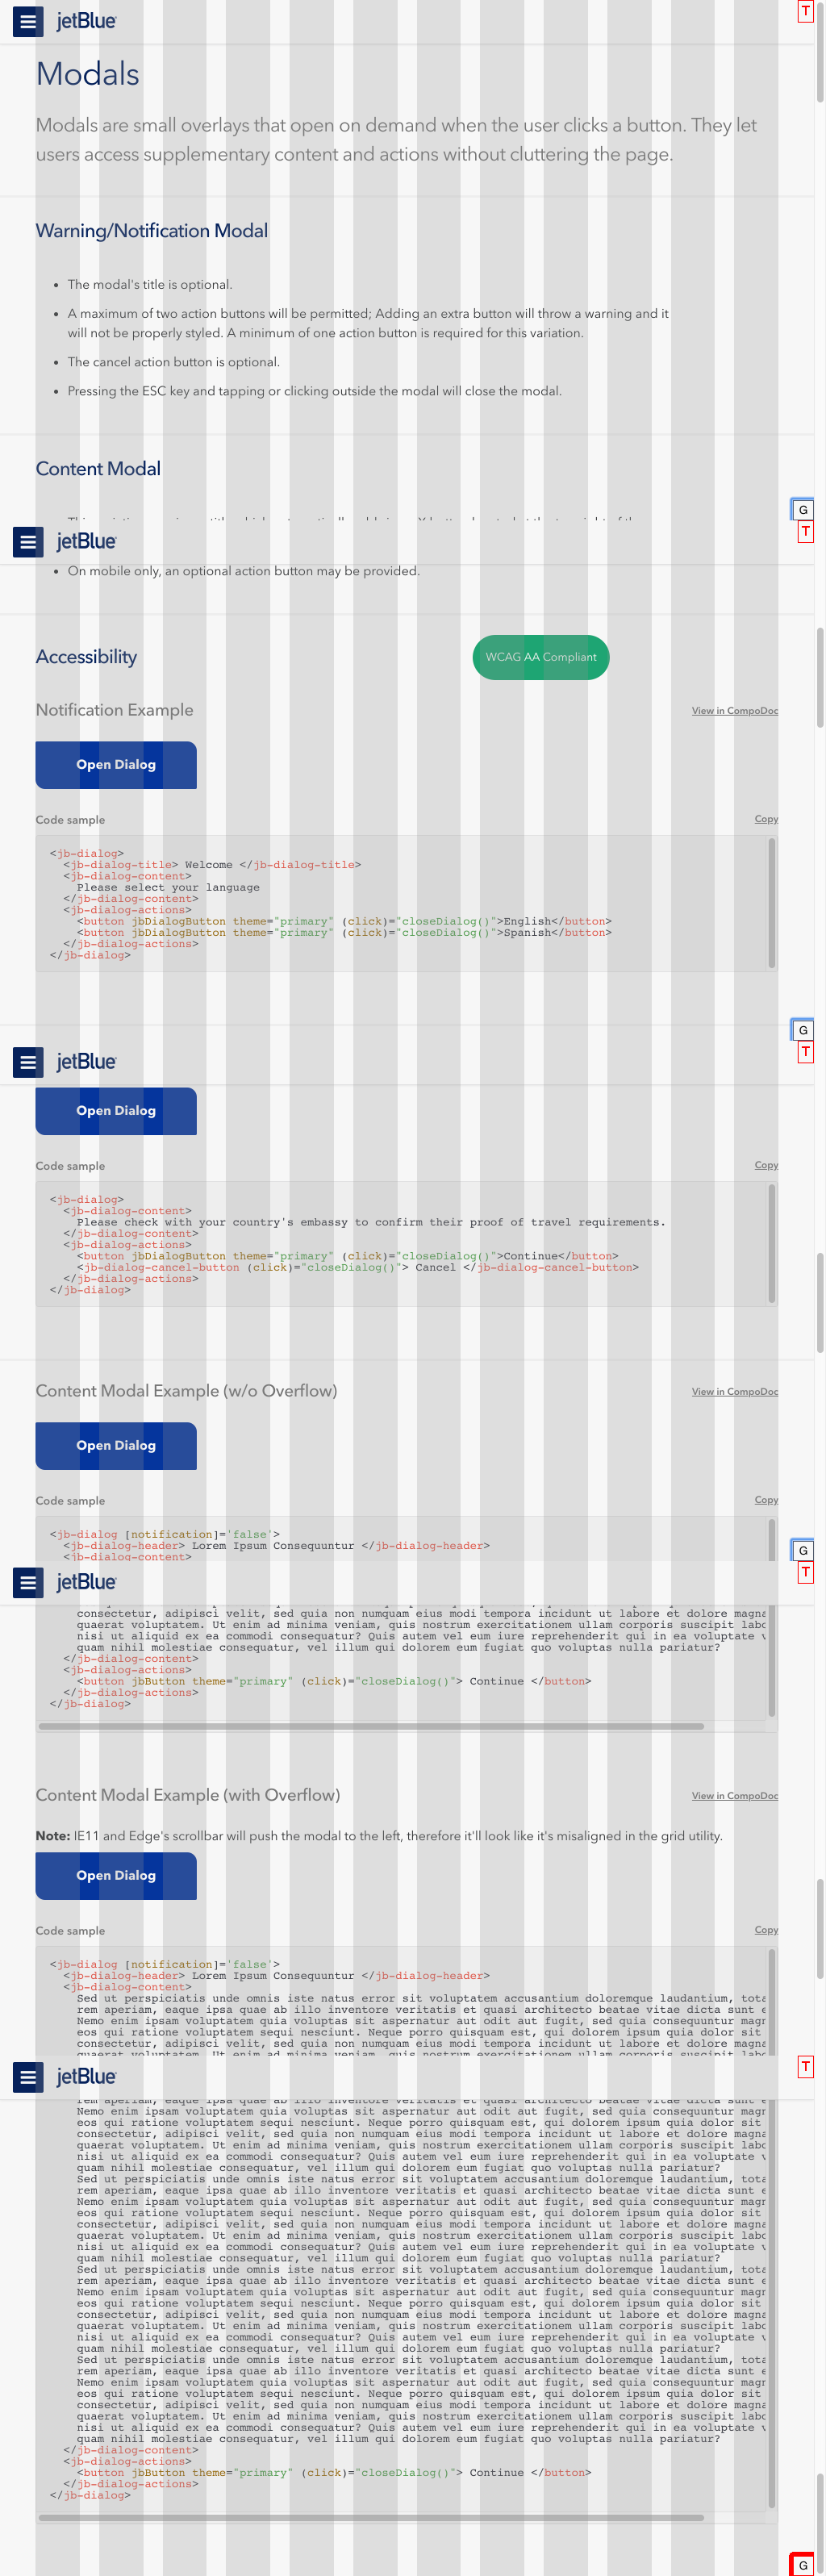 jetBlue
T
Modals
Modals are small overlays that open on demand when the user clicks a button. They let
users access supplementary content and actions without cluttering the page.
Warning/Notification Modal
• The modal's title is optional.
• A maximum of two action buttons will be permitted; Adding an extra button will throw a warning and it
will not be properly styled. A minimum of one action button is required for this variation.
• The cancel action button is optional.
• Pressing the ESC key and tapping or clicking outside the modal will close the modal.
Content Modal
G
jetBlue
T
• On mobile only, an optional action button may be provided.
Accessibility
WCAG AA Compliant
Notification Example
View in CompoDoc
Open Dialog
Code sample
Copy
<jb-dialog>
<jb-dialog-title> Welcome </jb-dialog-title>
<jb-dialog-content>
Please select your language
</jb-dialog-content>
<jb-dialog-actions>
<button jbDialogButton theme="primary" (click)="closeDialog()">English</button>
<button jbDialogButton theme="primary" (click)="closeDialog()">Spanish</button>
</jb-dialog-actions>
</jb-dialog>
G
jetBlue
T
Open Dialog
Code sample
Copy
<jb-dialog>
<jb-dialog-content>
Please check with your country's embassy to confirm their proof of travel requirements.
</jb-dialog-content>
<jb-dialog-actions>
<button jbDialogButton theme="primary" (click)="closeDialog()">Continue</button>
<jb-dialog-cancel-button (click)="closeDialog()"> Cancel </jb-dialog-cancel-button>
</jb-dialog-actions>
</jb-dialog>
Content Modal Example (w/o Overflow)
View in CompoDoc
Open Dialog
Code sample
Copy
<jb-dialog [notification]='false'>
<jb-dialog-header> Lorem Ipsum Consequuntur </jb-dialog-header>
<jb-dialog-content>
G
jetBlue
T
consectetur, adipisci velit, sed quia non numquam eius modi tempora incidunt ut labore et dolore magna
quaerat voluptatem. Ut enim ad minima veniam, quis nostrum exercitationem ullam corporis suscipit labo
nisi ut aliquid ex ea commodi consequatur? Quis autem vel eum iure reprehenderit qui in ea voluptate v
quam nihil molestiae consequatur, vel illum qui dolorem eum fugiat quo voluptas nulla pariatur?
</jb-dialog-content>
<jb-dialog-actions>
<button jbButton theme="primary" (click)="closeDialog()"> Continue </button>
</jb-dialog-actions>
</jb-dialog>
Content Modal Example (with Overflow)
View in CompoDoc
Note: IE11 and Edge's scrollbar will push the modal to the left, therefore it'll look like it's misaligned in the grid utility.
Open Dialog
Code sample
Copy
<jb-dialog [notification]='false'>
<jb-dialog-header> Lorem Ipsum Consequuntur </jb-dialog-header>
<jb-dialog-content>
Sed ut perspiciatis unde omnis iste natus error sit voluptatem accusantium doloremque laudantium, tota
rem aperiam, eaque ipsa quae ab illo inventore veritatis et quasi architecto beatae vitae dicta sunt e
Nemo enim ipsam voluptatem quia voluptas sit aspernatur aut odit aut fugit, sed quia consequuntur magn
eos qui ratione voluptatem sequi nesciunt. Neque porro quisquam est, qui dolorem ipsum quia dolor sit
consectetur, adipisci velit, sed quia non numquam eius modi tempora incidunt ut labore et dolore magna
quaerat voluptatem. Ut enim ad minima veniam, quis nostrum exercitationem ullam corporis suscipit labo
jetBlue
T
rem aperiam, eaque ipsa quae ab illo inventore veritatis et quasi architecto beatae vitae dicta sunt e
Nemo enim ipsam voluptatem quia voluptas sit aspernatur aut odit aut fugit, sed quia consequuntur magn
eos qui ratione voluptatem sequi nesciunt. Neque porro quisquam est, qui dolorem ipsum quia dolor sit
consectetur, adipisci velit, sed quia non numquam eius modi tempora incidunt ut labore et dolore magna
quaerat voluptatem. Ut enim ad minima veniam, quis nostrum exercitationem ullam corporis suscipit labo
nisi ut aliquid ex ea commodi consequatur? Quis autem vel eum iure reprehenderit qui in ea voluptate v
quam nihil molestiae consequatur, vel illum qui dolorem eum fugiat quo voluptas nulla pariatur?
Sed ut perspiciatis unde omnis iste natus error sit voluptatem accusantium doloremque laudantium, tota
rem aperiam, eaque ipsa quae ab illo inventore veritatis et quasi architecto beatae vitae dicta sunt e
Nemo enim ipsam voluptatem quia voluptas sit aspernatur aut odit aut fugit, sed quia consequuntur magn
eos qui ratione voluptatem sequi nesciunt. Neque porro quisquam est, qui dolorem ipsum quia dolor sit
consectetur, adipisci velit, sed quia non numquam eius modi tempora incidunt ut labore et dolore magna
quaerat voluptatem. Ut enim ad minima veniam, quis nostrum exercitationem ullam corporis suscipit labo
nisi ut aliquid ex ea commodi consequatur? Quis autem vel eum iure reprehenderit qui in ea voluptate v
quam nihil molestiae consequatur, vel illum qui dolorem eum fugiat quo voluptas nulla pariatur?
Sed ut perspiciatis unde omnis iste natus error sit voluptatem accusantium doloremque laudantium, tota
rem aperiam, eaque ipsa quae ab illo inventore veritatis et quasi architecto beatae vitae dicta sunt e
Nemo enim ipsam voluptatem quia voluptas sit aspernatur aut odit aut fugit, sed quia consequuntur magn
eos qui ratione voluptatem sequi nesciunt. Neque porro quisquam est, qui dolorem ipsum quia dolor sit
consectetur, adipisci velit, sed quia non numquam eius modi tempora incidunt ut labore et dolore magna
quaerat voluptatem. Ut enim ad minima veniam, quis nostrum exercitationem ullam corporis suscipit labo
nisi ut aliquid ex ea commodi consequatur? Quis autem vel eum iure reprehenderit qui in ea voluptate v
quam nihil molestiae consequatur, vel illum qui dolorem eum fugiat quo voluptas nulla pariatur?
Sed ut perspiciatis unde omnis iste natus error sit voluptatem accusantium doloremque laudantium, tota
rem aperiam, eaque ipsa quae ab illo inventore veritatis et quasi architecto beatae vitae dicta sunt e
Nemo enim ipsam voluptatem quia voluptas sit aspernatur aut odit aut fugit, sed quia consequuntur magn
eos qui ratione voluptatem sequi nesciunt. Neque porro quisquam est, qui dolorem ipsum quia dolor sit
consectetur, adipisci velit, sed quia non numquam eius modi tempora incidunt ut labore et dolore magna
quaerat voluptatem. Ut enim ad minima veniam, quis nostrum exercitationem ullam corporis suscipit labo
nisi ut aliquid ex ea commodi consequatur? Quis autem vel eum iure reprehenderit qui in ea voluptate v
quam nihil molestiae consequatur, vel illum qui dolorem eum fugiat quo voluptas nulla pariatur?
</jb-dialog-content>
<jb-dialog-actions>
<button jbButton theme="primary" (click)="closeDialog()"> Continue </button>
</jb-dialog-actions>
</jb-dialog>
G